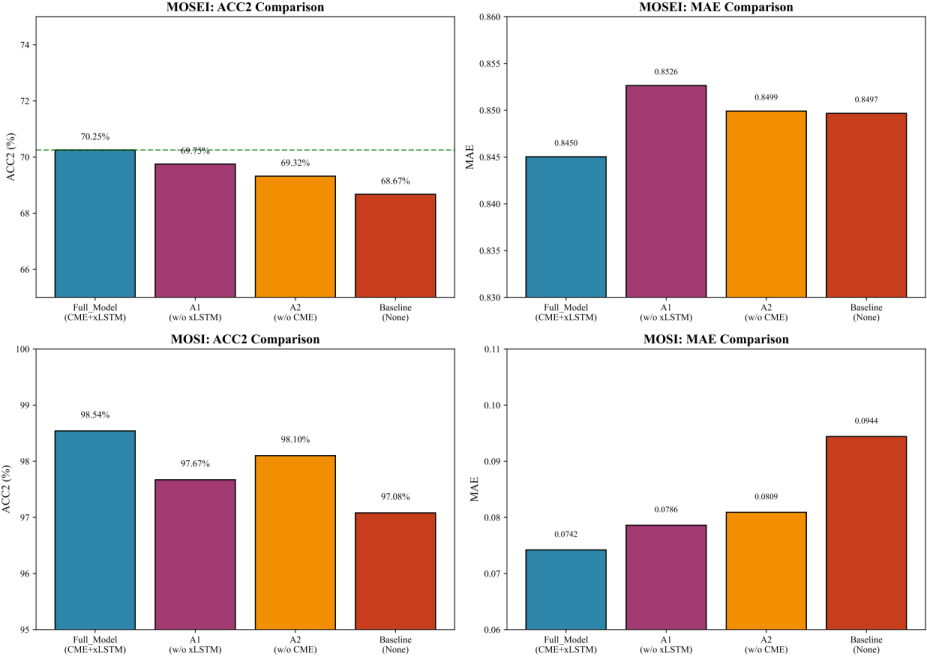 MOSEI: ACC2 Comparison
ACC2 (%)
74
72
70
68
66
70.25%
69.75%
69.32%
68.67%
Full_Model
(CME+xLSTM)
A1
(w/o xLSTM)
A2
(w/o CME)
Baseline
(None)
MOSEI: MAE Comparison
MAE
0.860
0.855
0.850
0.845
0.840
0.835
0.830
0.8450
0.8526
0.8499
0.8497
Full_Model
(CME+xLSTM)
A1
(w/o xLSTM)
A2
(w/o CME)
Baseline
(None)
MOSI: ACC2 Comparison
ACC2 (%)
100
99
98
97
96
95
98.54%
97.67%
98.10%
97.08%
Full_Model
(CME+xLSTM)
A1
(w/o xLSTM)
A2
(w/o CME)
Baseline
(None)
MOSI: MAE Comparison
MAE
0.11
0.10
0.09
0.08
0.07
0.06
0.0742
0.0786
0.0809
0.0944
Full_Model
(CME+xLSTM)
A1
(w/o xLSTM)
A2
(w/o CME)
Baseline
(None)